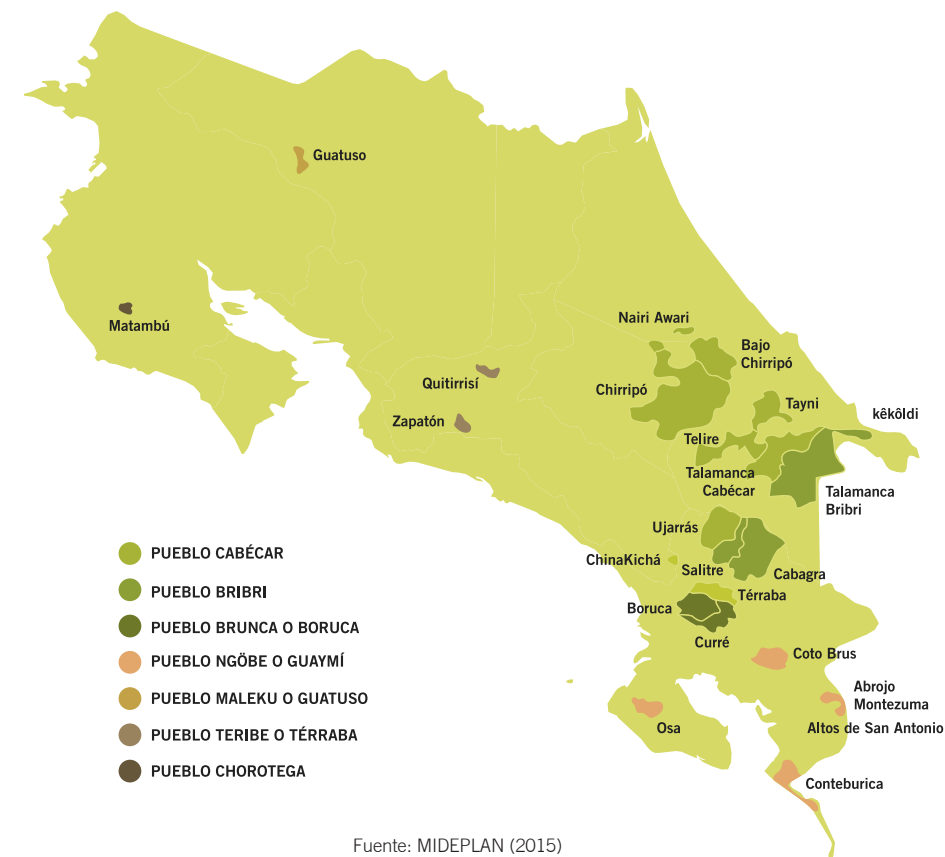 Guatuso
Matambú
Nairi Awari
Bajo
Chirripó
Quitirrisí
Chirripó
Tayni
kêkôldi
Zapatón
Telire
Talamanca
Cabécar
Talamanca
Bribri
Ujarrás
ChinaKichá
Salitre
Cabagra
Térraba
Boruca
Curré
Coto Brus
Abrojo
Montezuma
Altos de San Antonio
Osa
Conteburica
PUEBLO CABÉCAR
PUEBLO BRIBRI
PUEBLO BRUNCA O BORUCA
PUEBLO NGÖBE O GUAYMÍ
PUEBLO MALEKU O GUATUSO
PUEBLO TERIBE O TÉRRABA
PUEBLO CHOROTEGA
Fuente: MIDEPLAN (2015)